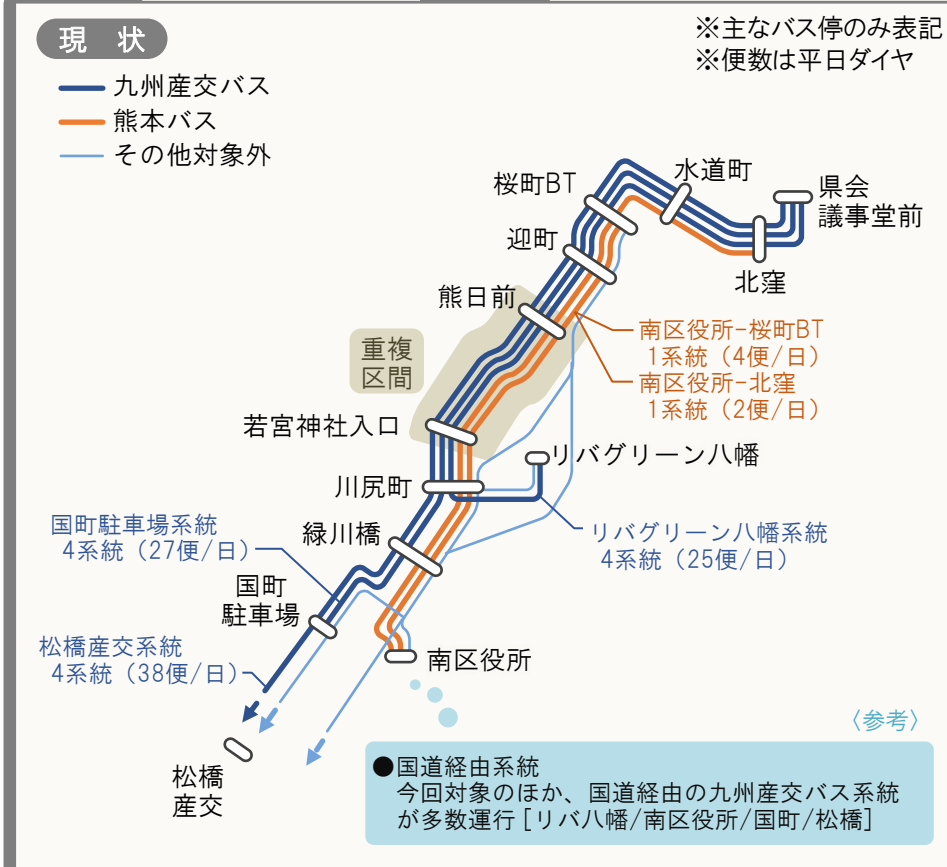 現 状
※主なバス停のみ表記
※便数は平日ダイヤ
九州産交バス
熊本バス
その他対象外
水道町
桜町BT
県会
議事堂前
迎町
北窪
熊日前
南区役所-桜町BT
1系統（4便/日）
重複
区間
南区役所-北窪
1系統（2便/日）
若宮神社入口
リバグリーン八幡
川尻町
国町駐車場系統
4系統（27便/日）
緑川橋
リバグリーン八幡系統
4系統（25便/日）
国町
駐車場
松橋産交系統
4系統（38便/日）
南区役所
〈参考〉
松橋
産交
●国道経由系統
今回対象のほか、国道経由の九州産交バス系統
が多数運行［リバ八幡/南区役所/国町/松橋］